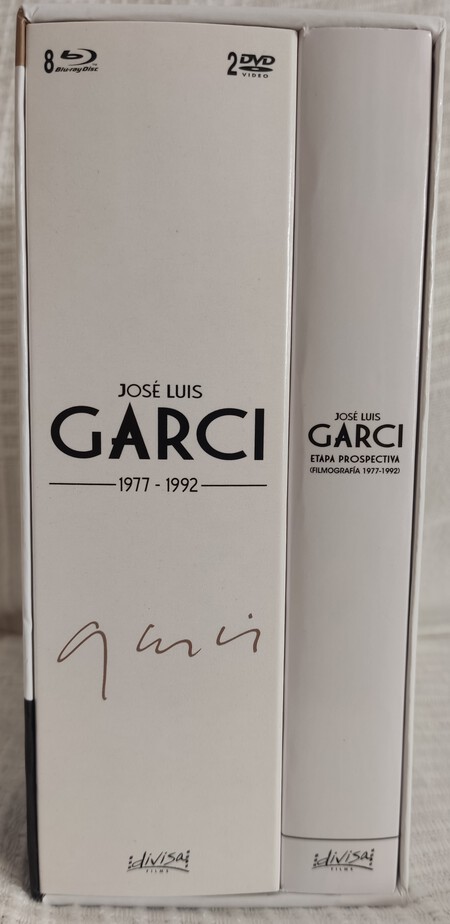 8 Blu-ray Disc
2 DVD
VIDEO
JOSÉ LUIS
GARCI
1977 - 1992
garci
divisa
FILMS
JOSÉ LUIS
GARCI
ETAPA PROSPECTIVA
(FILMOGRAFÍA 1977-1992)
divisa
FILMS